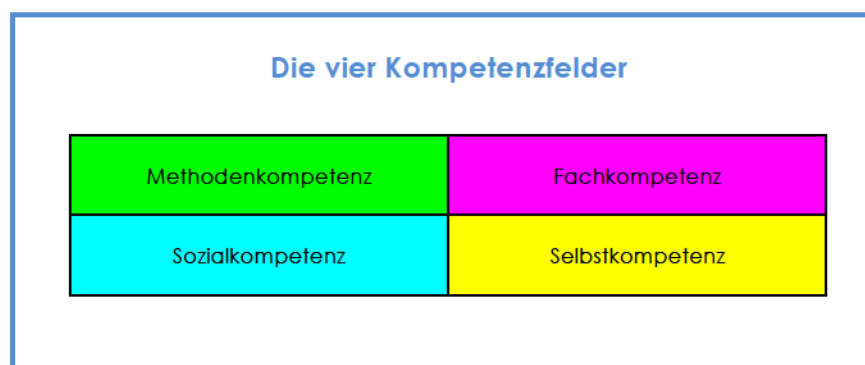 Die vier Kompetenzfelder
Methodenkompetenz
Fachkompetenz
Sozialkompetenz
Selbstkompetenz